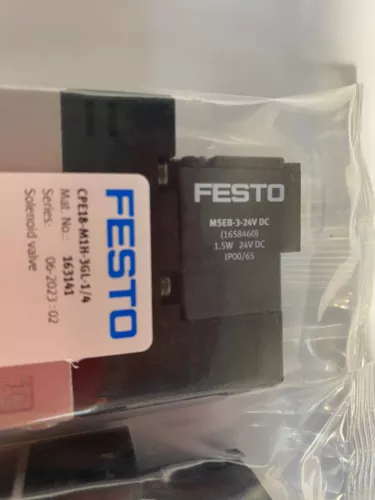 FESTO
CPE18-M1H-3GL-1/4
Mat. No.: 163141
Series: 06-2023:02
Solenoid valve
FESTO
MSEB-3-24V DC
(1658460)
1.5W 24V DC
IP00/65